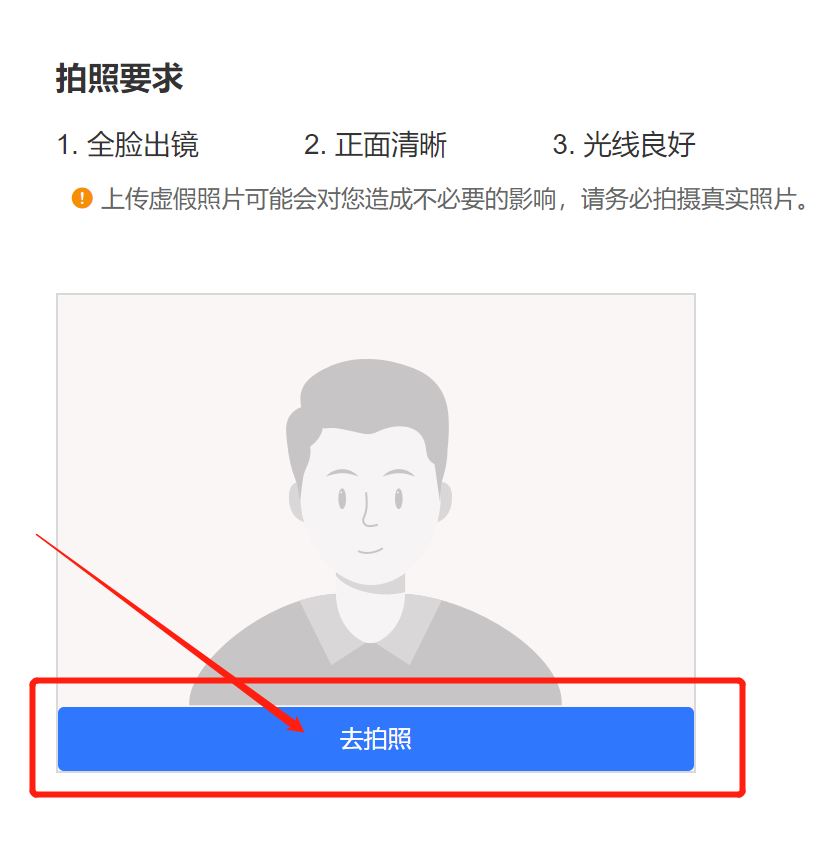 拍照要求
1. 全脸出镜 2. 正面清晰 3. 光线良好
! 上传虚假照片可能会对您造成不必要的影响，请务必拍摄真实照片。
去拍照